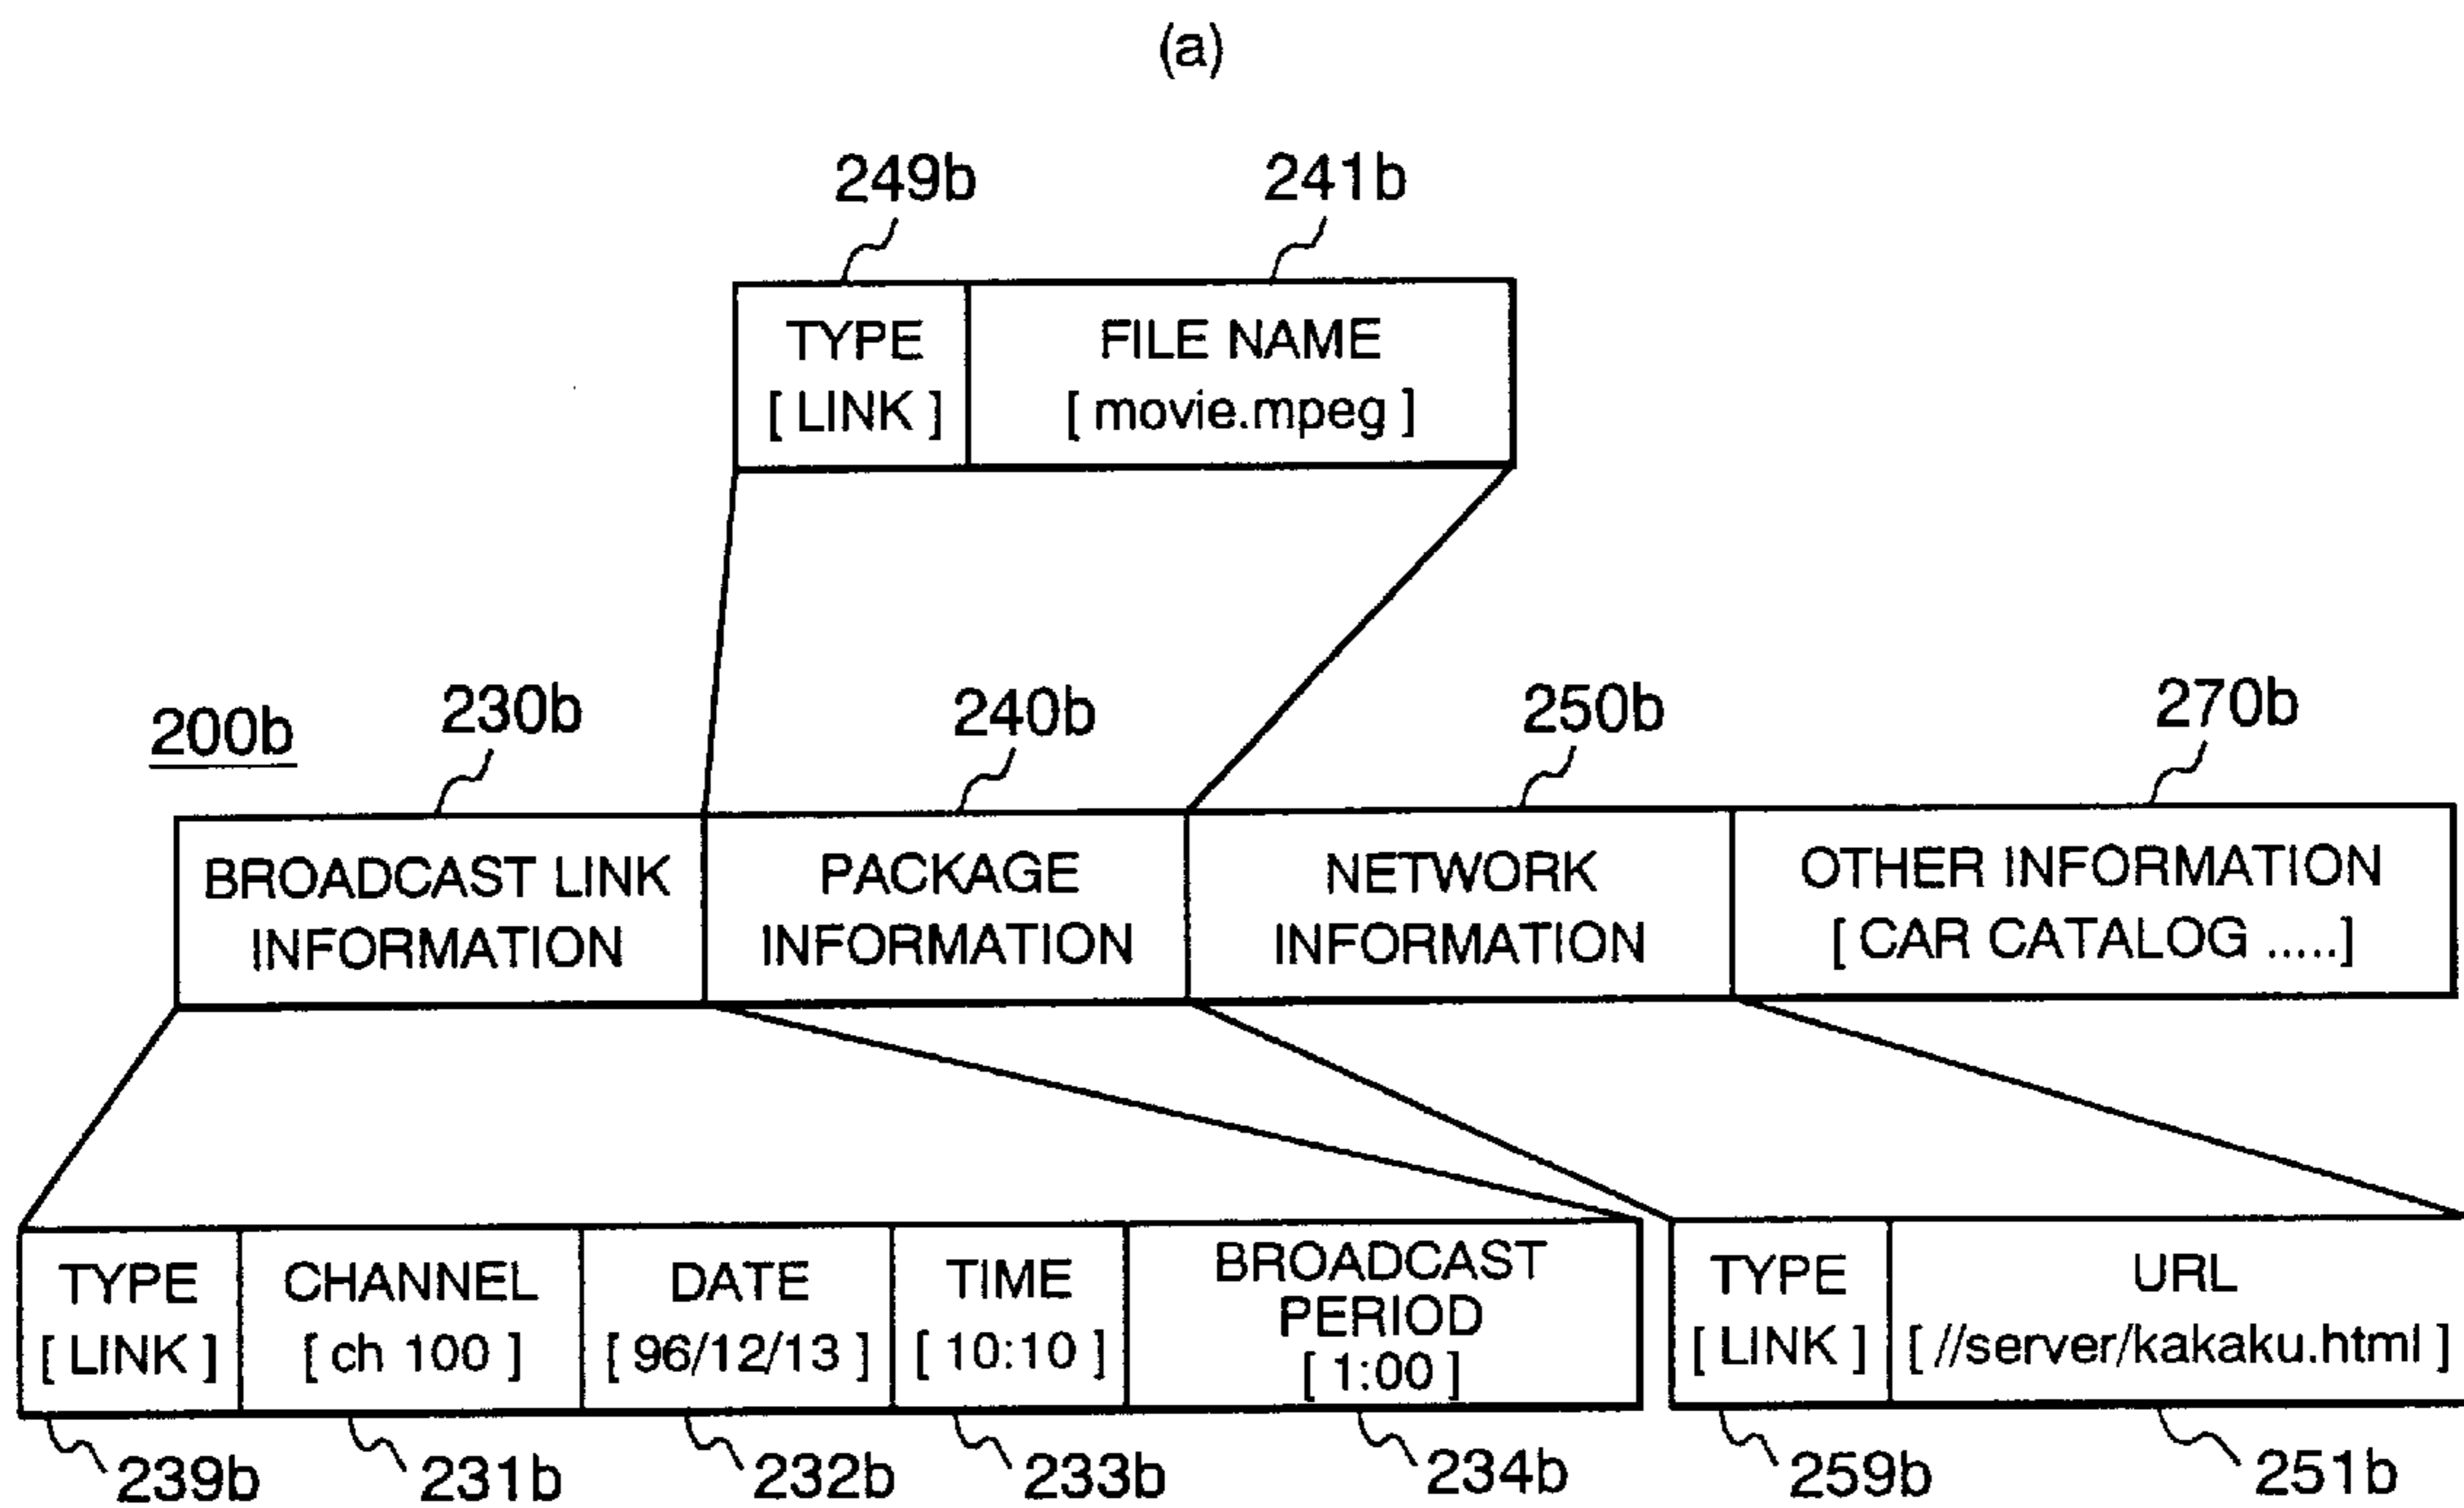 (a)
249b 241b
TYPE FILE NAME
[ LINK ] [ movie.mpeg ]
200b 230b 240b 250b 270b
BROADCAST LINK PACKAGE NETWORK OTHER INFORMATION
INFORMATION INFORMATION INFORMATION [ CAR CATALOG .....]
TYPE CHANNEL DATE TIME BROADCAST PERIOD TYPE URL
[ LINK ] [ ch 100 ] [ 96/12/13 ] [ 10:10 ] [ 1:00 ] [ LINK ] [ //server/kakaku.html ]
239b 231b 232b 233b 234b 259b 251b